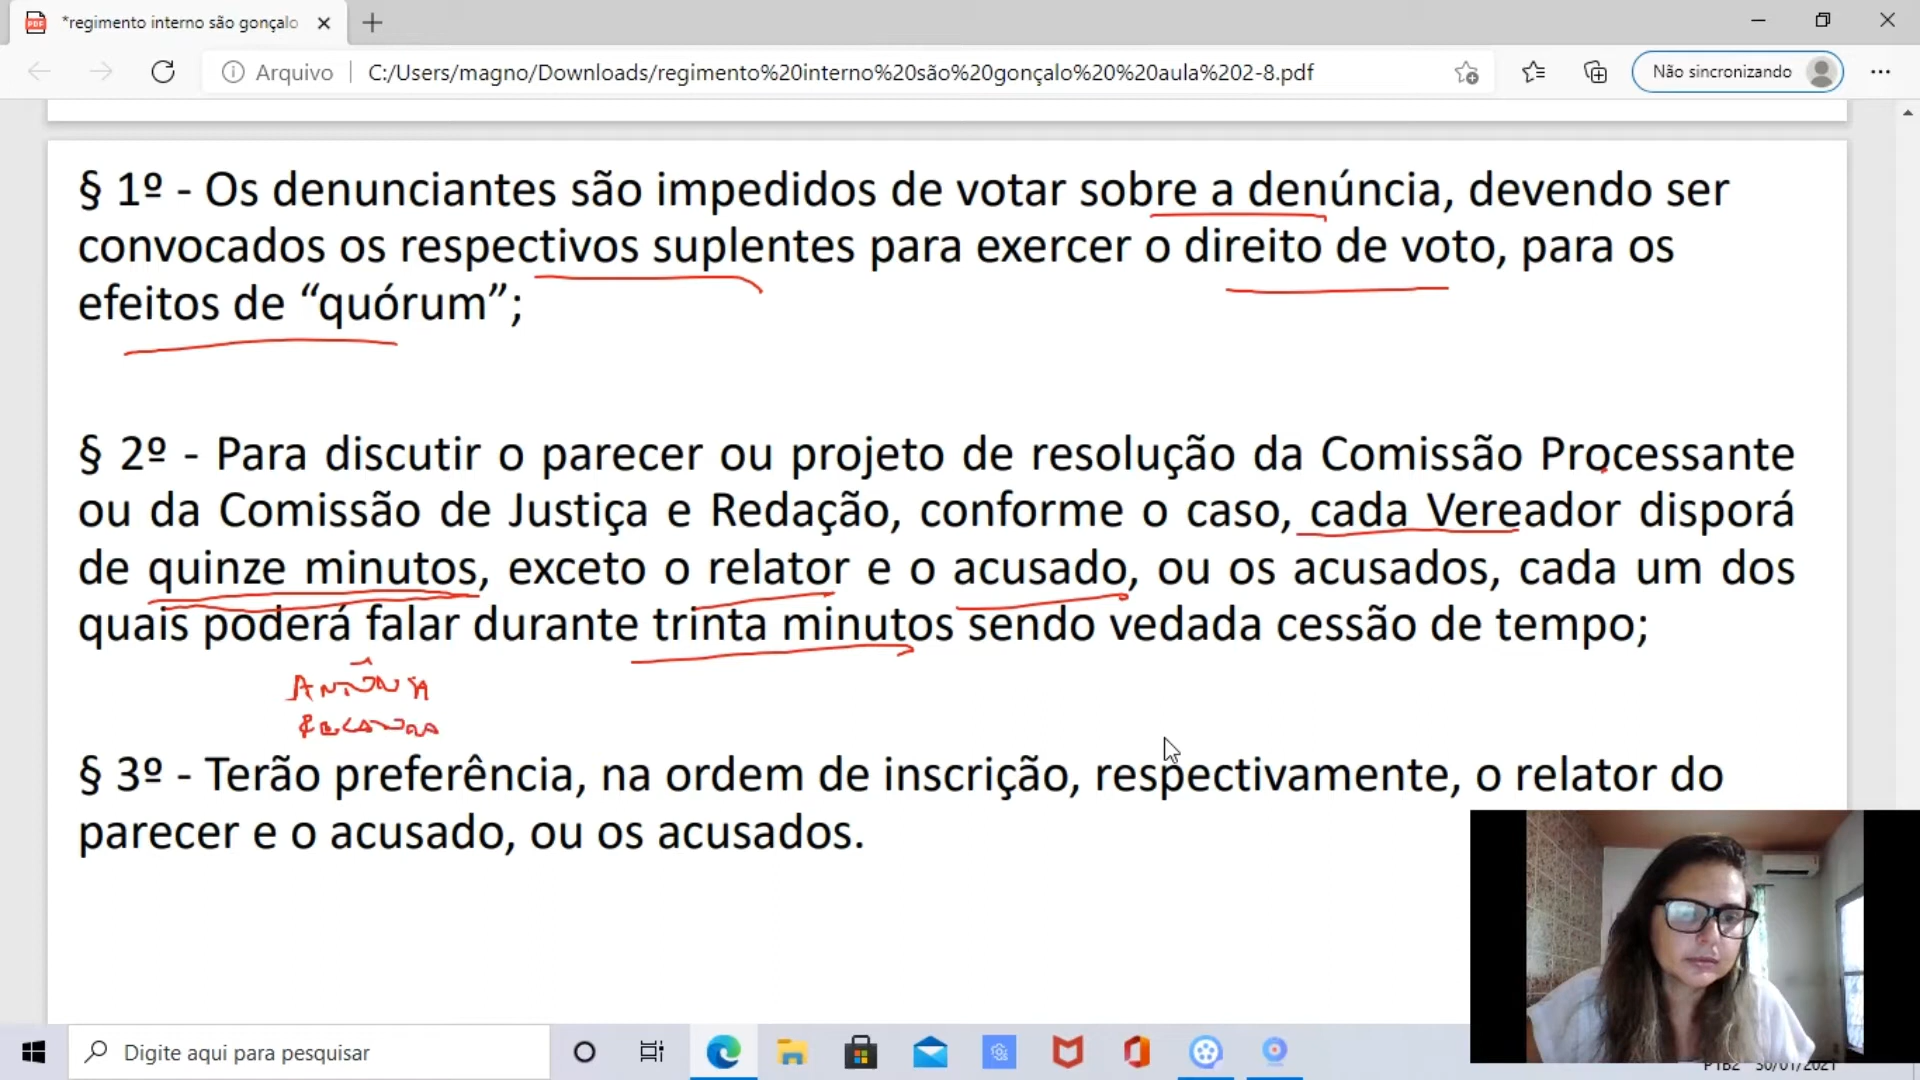 *regimento interno são gonçalo
Arquivo
C:/Users/magno/Downloads/regimento%20interno%20são%20gonçalo%20%20aula%202-8.pdf
Não sincronizando
§ 1º - Os denunciantes são impedidos de votar sobre a denúncia, devendo ser
convocados os respectivos suplentes para exercer o direito de voto, para os
efeitos de “quórum”;
§ 2º - Para discutir o parecer ou projeto de resolução da Comissão Processante
ou da Comissão de Justiça e Redação, conforme o caso, cada Vereador disporá
de quinze minutos, exceto o relator e o acusado, ou os acusados, cada um dos
quais poderá falar durante trinta minutos sendo vedada cessão de tempo;
ANTÔNIA
§ 3º - Terão preferência, na ordem de inscrição, respectivamente, o relator do
parecer e o acusado, ou os acusados.
Digite aqui para pesquisar
PTB2 30/01/2021